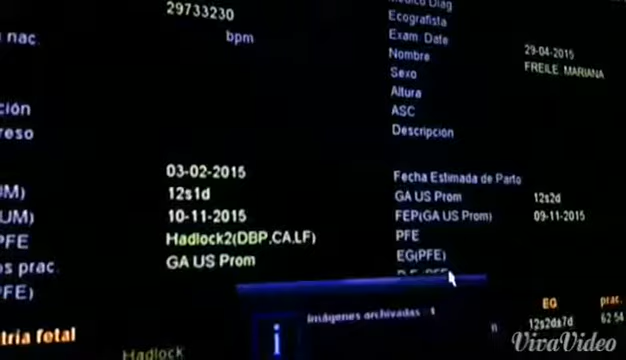 29733230
nac.
bpm
ción
reso
03-02-2015
UM)
12s1d
(UM)
10-11-2015
PFE
Hadlock2(DBP,CA,LF)
os prac.
GA US Prom
PFE)
tría fetal
Hadlock
Ecografista
Exam Date
29-04-2015
Nombre
FREILE. MARIANA
Sexo
Altura
ASC
Descripción
Fecha Estimada de Parto
GA US Prom
12s2d
FEP(GA US Prom)
09-11-2015
PFE
EG(PFE)
Imágenes archivadas : 1
EG
prac.
12s2d±7d
62.54
VivaVideo